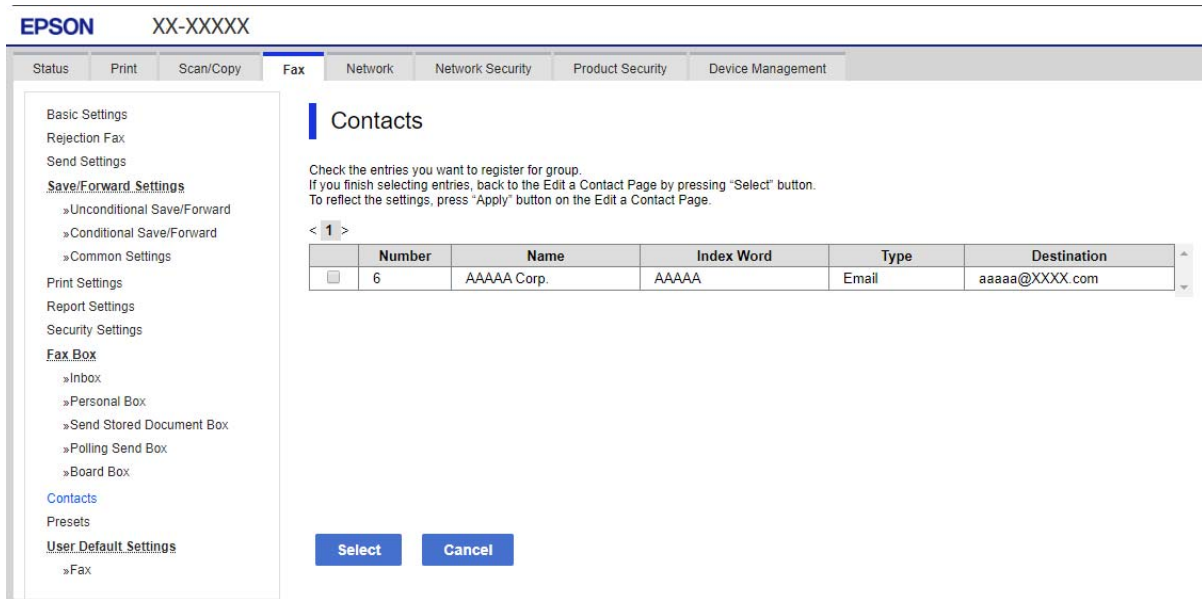 EPSON XX-XXXXX
Status Print Scan/Copy Fax Network Network Security Product Security Device Management
Basic Settings
Rejection Fax
Send Settings
Save/Forward Settings
»Unconditional Save/Forward
»Conditional Save/Forward
»Common Settings
Print Settings
Report Settings
Security Settings
Fax Box
»Inbox
»Personal Box
»Send Stored Document Box
»Polling Send Box
»Board Box
Contacts
Presets
User Default Settings
»Fax
Contacts
Check the entries you want to register for group.
If you finish selecting entries, back to the Edit a Contact Page by pressing “Select” button.
To reflect the settings, press “Apply” button on the Edit a Contact Page.
< 1 >
Number Name Index Word Type Destination
6 AAAAA Corp. AAAAA Email aaaaa@XXXX.com
Select Cancel